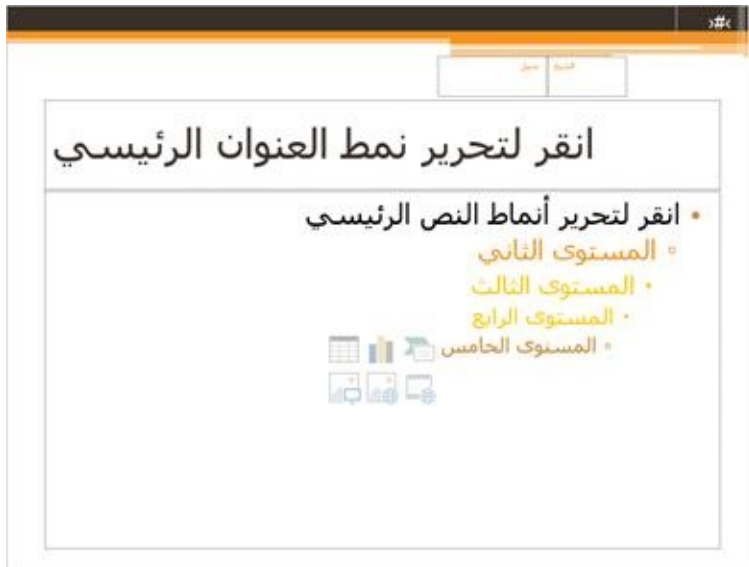 ‹#›
انقر لتحرير نمط العنوان الرئيسي
انقر لتحرير أنماط النص الرئيسي
المستوى الثاني
المستوى الثالث
المستوى الرابع
المستوى الخامس